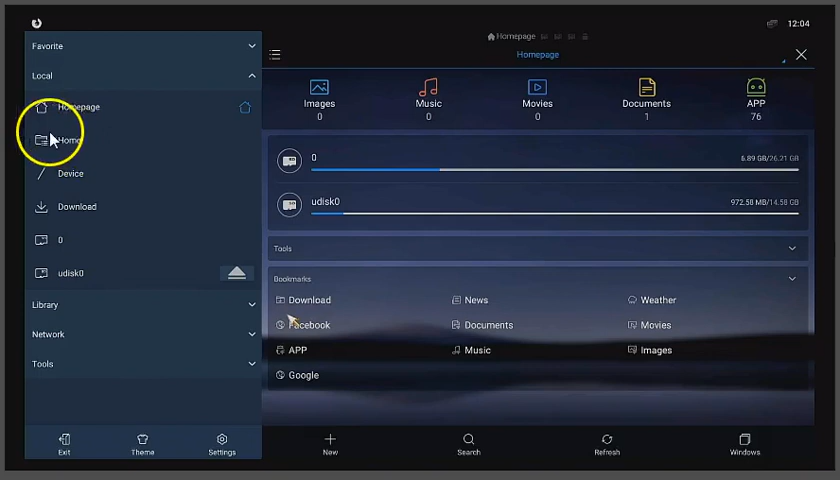 12:04
Homepage
Favorite
Homepage
Local
Images
Music
Movies
Documents
APP
0
0
0
1
76
Homepage
Home
Device
Download
0
udisk0
0
6.89 GB/26.21 GB
udisk0
972.58 MB/14.58 GB
Tools
Bookmarks
Download
News
Weather
Facebook
Documents
Movies
APP
Music
Images
Google
Library
Network
Tools
Exit
Theme
Settings
New
Search
Refresh
Windows